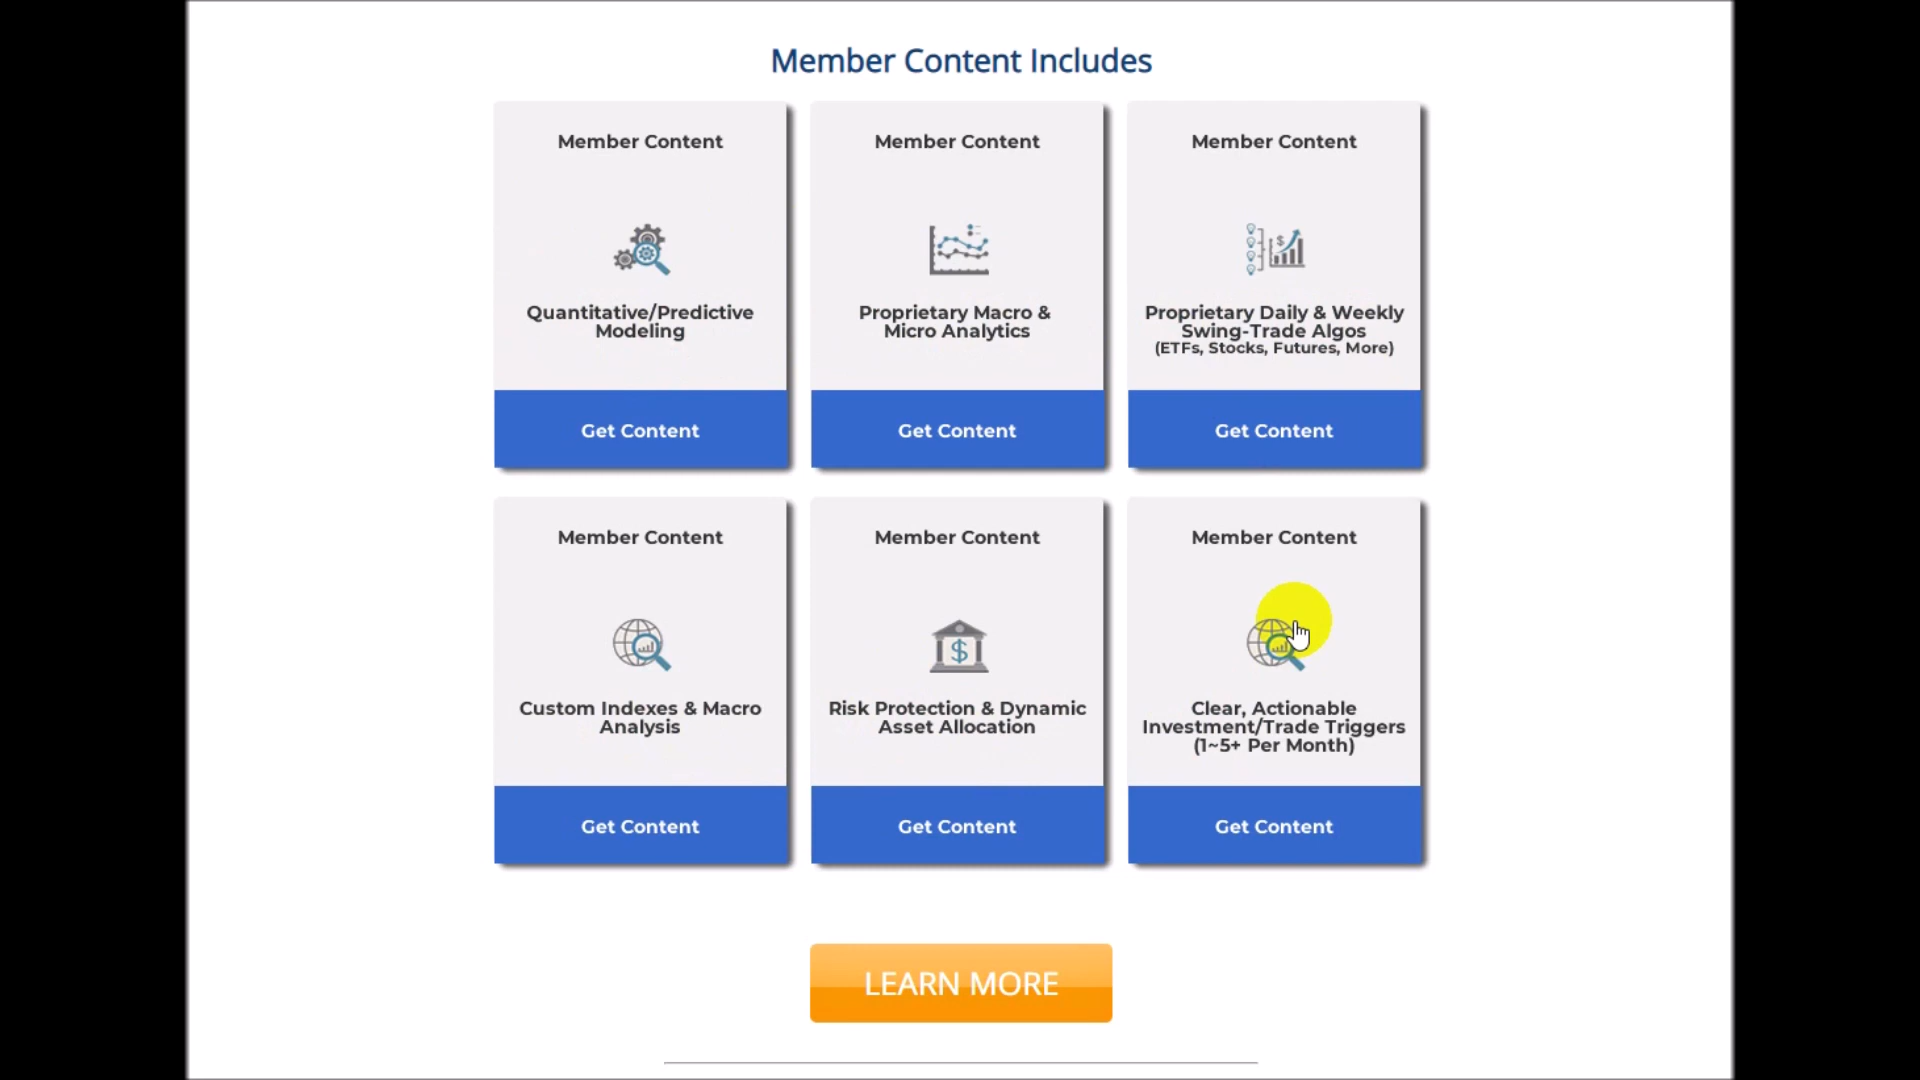 Member Content Includes
Member Content
Quantitative/Predictive
Modeling
Get Content
Member Content
Proprietary Macro &
Micro Analytics
Get Content
Member Content
$
Proprietary Daily & Weekly
Swing-Trade Algos
(ETFs, Stocks, Futures, More)
Get Content
Member Content
Custom Indexes & Macro
Analysis
Get Content
Member Content
$
Risk Protection & Dynamic
Asset Allocation
Get Content
Member Content
Clear, Actionable
Investment/Trade Triggers
(1~5+ Per Month)
Get Content
LEARN MORE